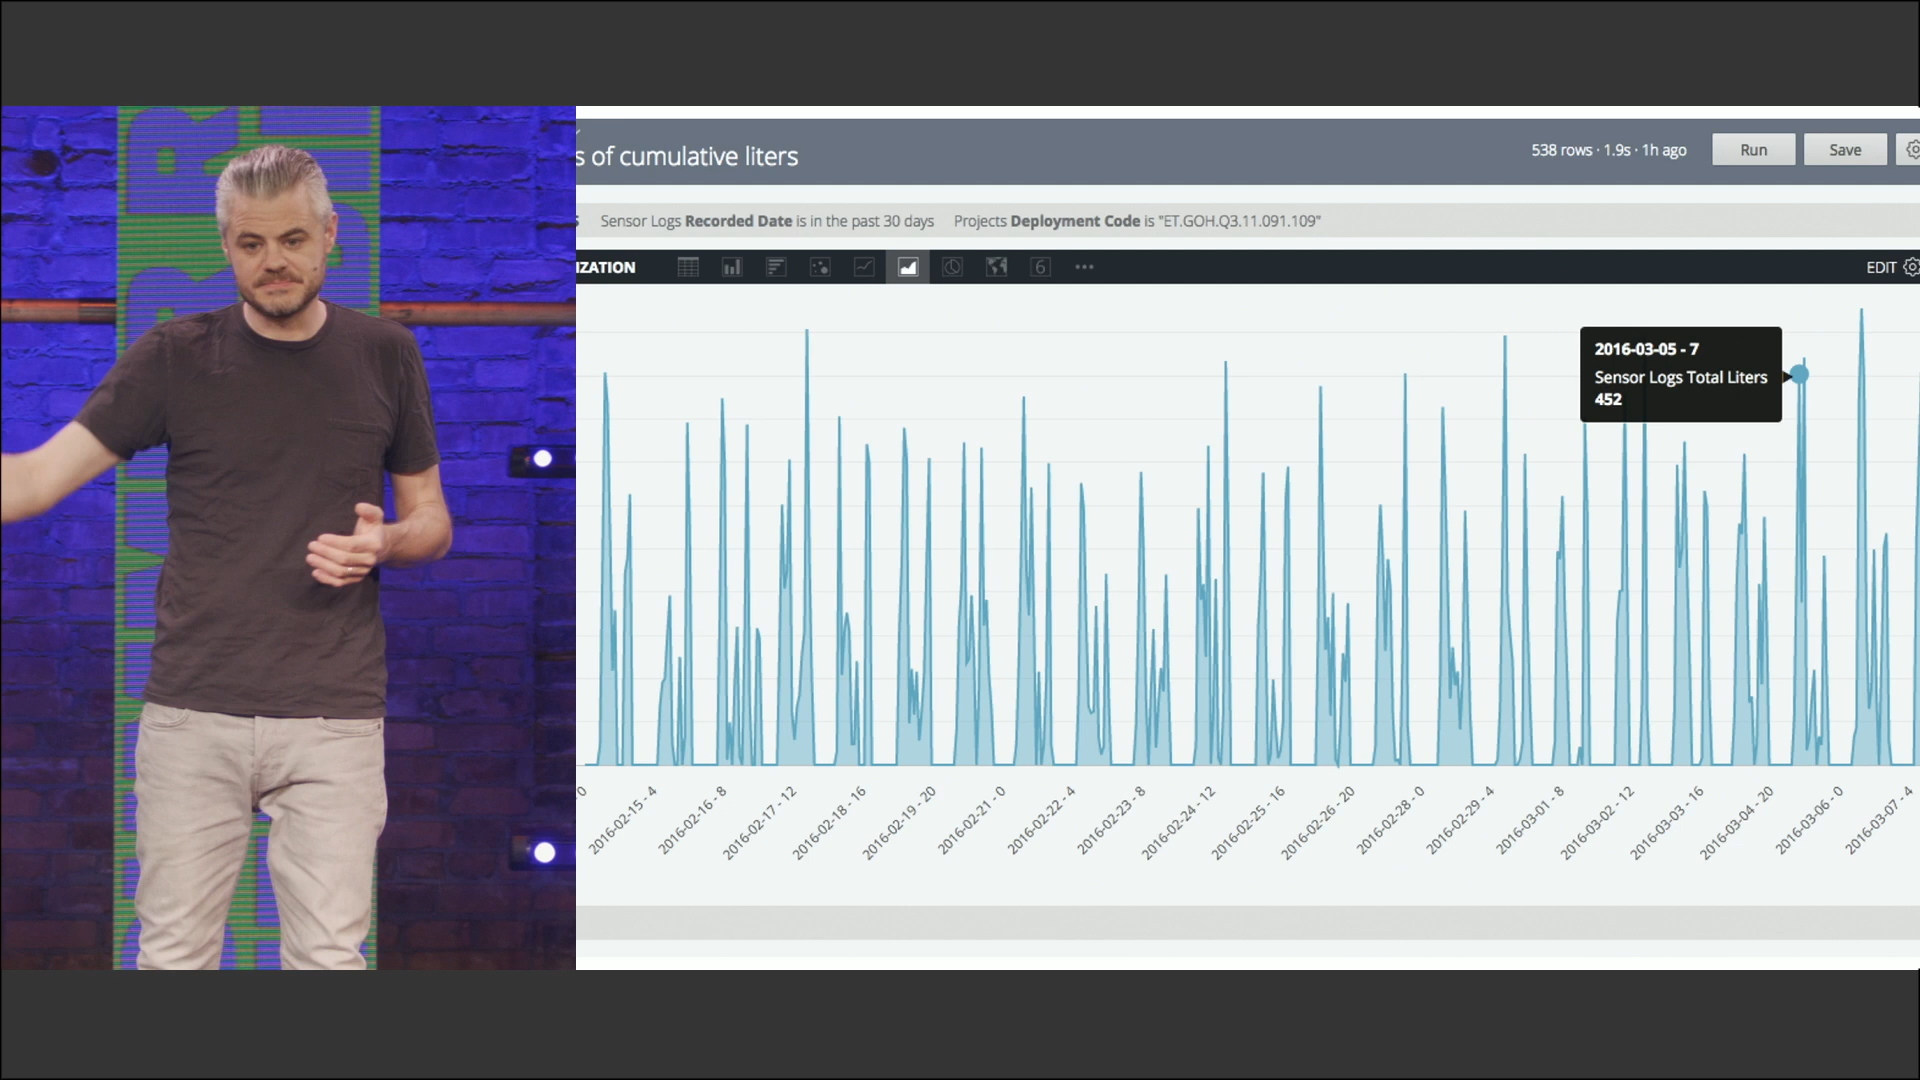 s of cumulative liters
538 rows · 1.9s · 1h ago
Run
Save
S Sensor Logs Recorded Date is in the past 30 days Projects Deployment Code is "ET.GOH.Q3.11.091.109"
IZATION
6
EDIT
2016-03-05 - 7
Sensor Logs Total Liters
452
0
2016-02-15 - 4
2016-02-16 - 8
2016-02-17 - 12
2016-02-18 - 16
2016-02-19 - 20
2016-02-21 - 0
2016-02-22 - 4
2016-02-23 - 8
2016-02-24 - 12
2016-02-25 - 16
2016-02-26 - 20
2016-02-28 - 0
2016-02-29 - 4
2016-03-01 - 8
2016-03-02 - 12
2016-03-03 - 16
2016-03-04 - 20
2016-03-06 - 0
2016-03-07 - 4